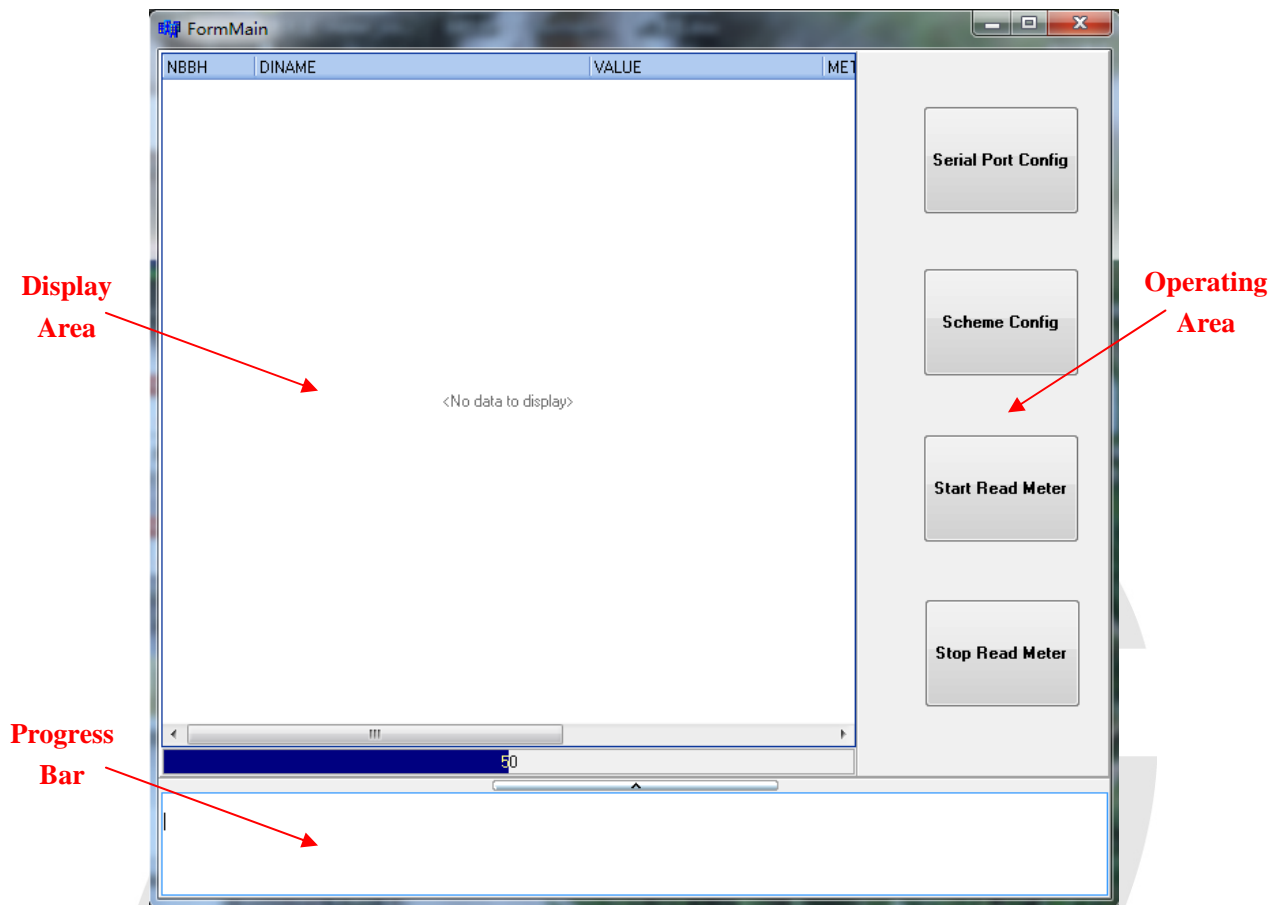 FormMain
NBBH DINAME VALUE MET
Serial Port Config
Display
Area
Operating
Area
Scheme Config
<No data to display>
Start Read Meter
Stop Read Meter
Progress
Bar
50